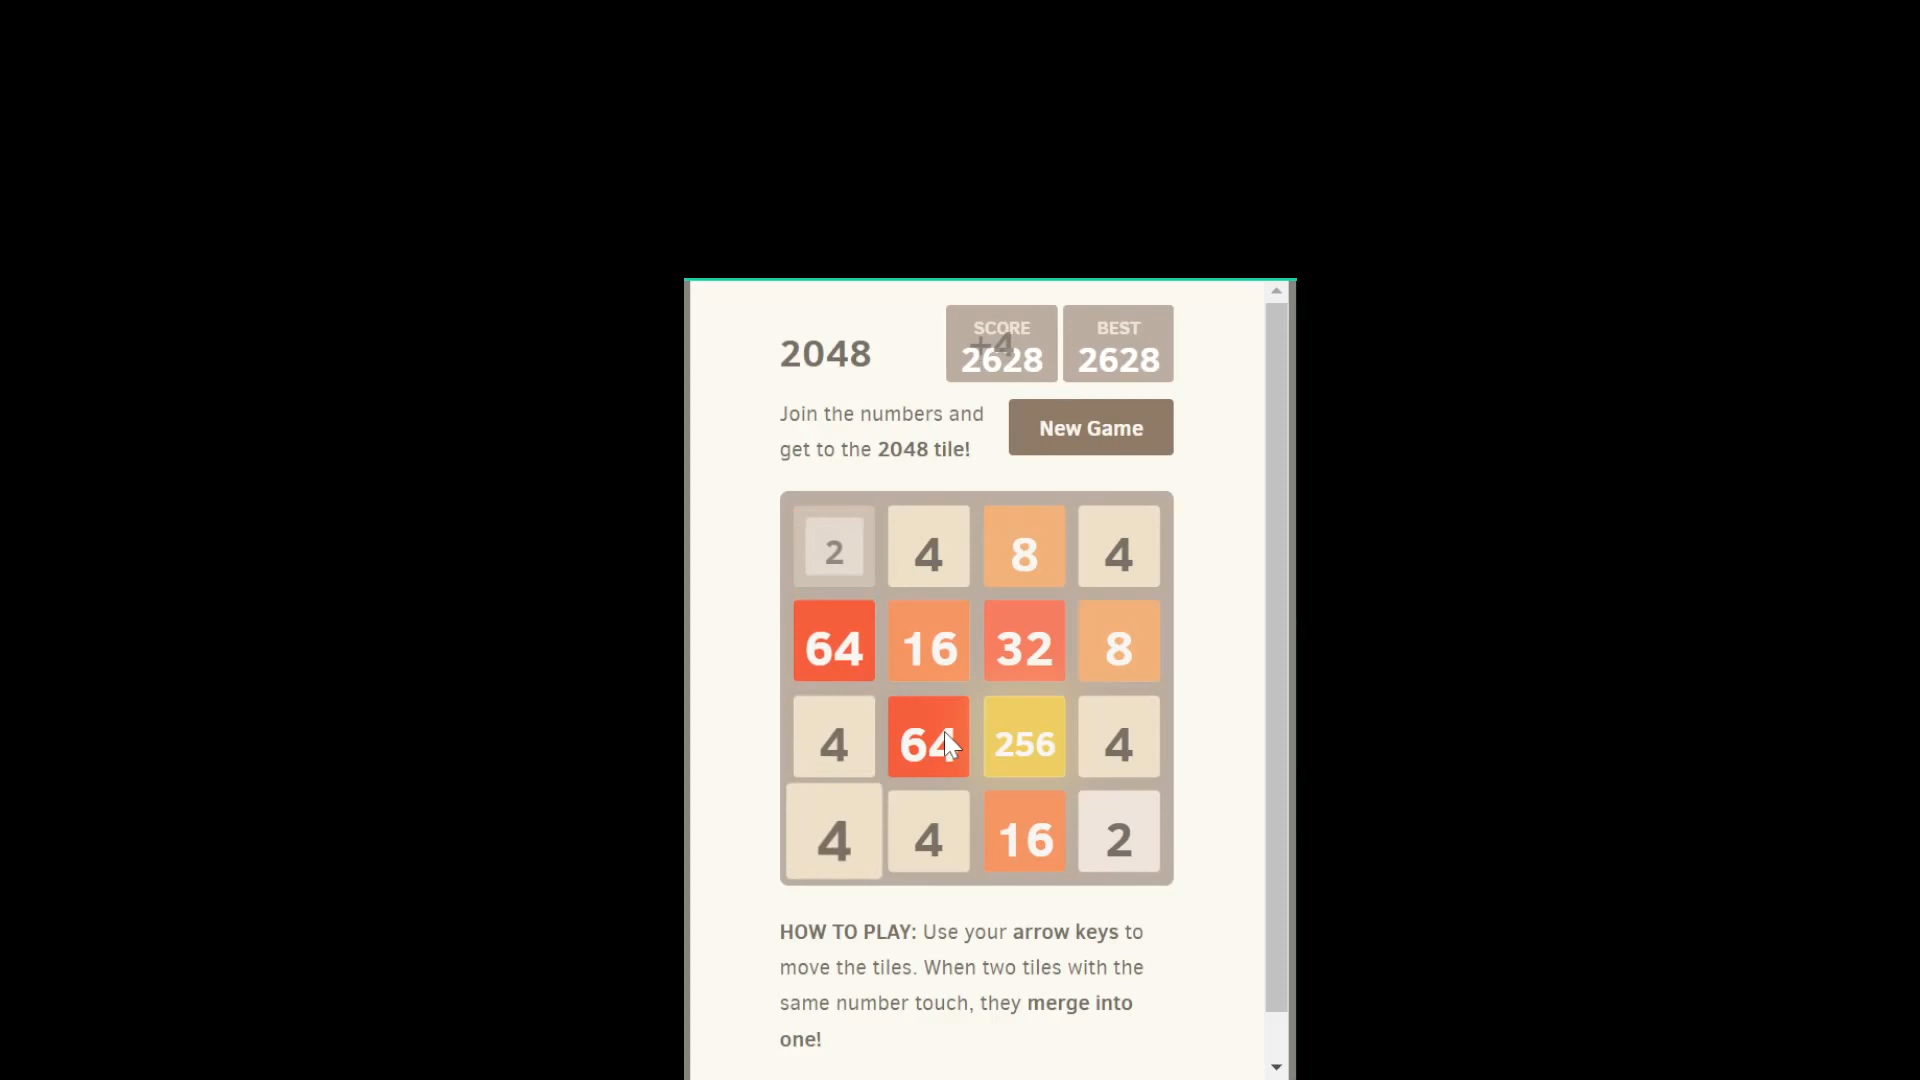 2048
SCORE
+4
2628
BEST
2628
Join the numbers and
get to the 2048 tile!
New Game
2 4 8 4
64 16 32 8
4 64 256 4
4 4 16 2
HOW TO PLAY: Use your arrow keys to
move the tiles. When two tiles with the
same number touch, they merge into
one!